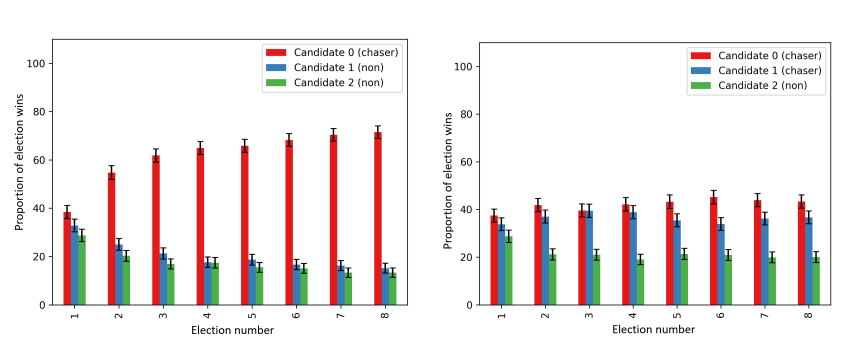 Candidate 0 (chaser)
Candidate 1 (non)
Candidate 2 (non)
Proportion of election wins
100
80
60
40
20
0
1 2 3 4 5 6 7 8
Election number
Candidate 0 (chaser)
Candidate 1 (chaser)
Candidate 2 (non)
Proportion of election wins
100
80
60
40
20
0
1 2 3 4 5 6 7 8
Election number